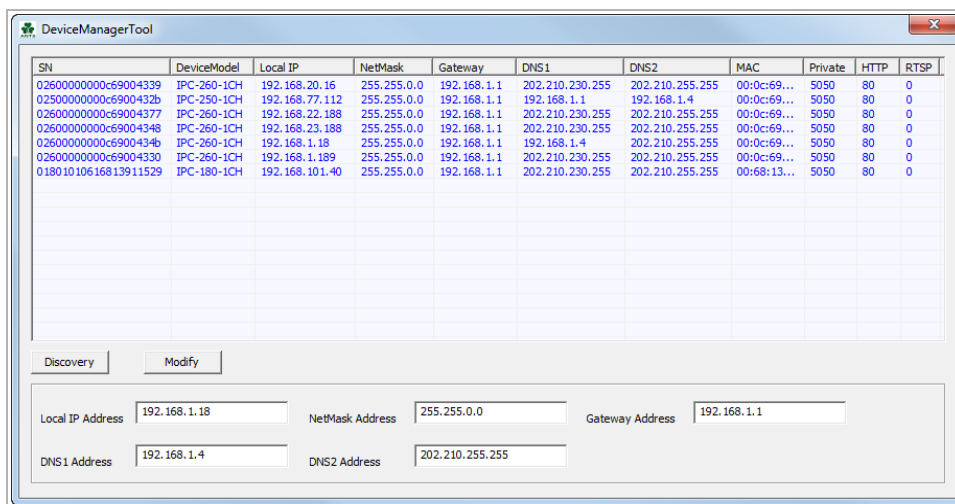 DeviceManagerTool
SN DeviceModel Local IP NetMask Gateway DNS1 DNS2 MAC Private HTTP RTSP
02600000000c69004339 IPC-260-1CH 192.168.20.16 255.255.0.0 192.168.1.1 202.210.230.255 202.210.255.255 00:0c:69... 5050 80 0
02500000000c6900432b IPC-250-1CH 192.168.77.112 255.255.0.0 192.168.1.1 192.168.1.1 192.168.1.4 00:0c:69... 5050 80 0
02600000000c69004377 IPC-260-1CH 192.168.22.188 255.255.0.0 192.168.1.1 202.210.230.255 202.210.255.255 00:0c:69... 5050 80 0
02600000000c69004348 IPC-260-1CH 192.168.23.188 255.255.0.0 192.168.1.1 202.210.230.255 202.210.255.255 00:0c:69... 5050 80 0
02600000000c6900434b IPC-260-1CH 192.168.1.18 255.255.0.0 192.168.1.1 192.168.1.4 202.210.255.255 00:0c:69... 5050 80 0
02600000000c69004330 IPC-260-1CH 192.168.1.189 255.255.0.0 192.168.1.1 202.210.230.255 202.210.255.255 00:0c:69... 5050 80 0
0180101061681391 1529 IPC-180-1CH 192.168.101.40 255.255.0.0 192.168.1.1 202.210.230.255 202.210.255.255 00:68:13... 5050 80 0
Discovery Modify
Local IP Address 192.168.1.18 NetMask Address 255.255.0.0 Gateway Address 192.168.1.1
DNS1 Address 192.168.1.4 DNS2 Address 202.210.255.255